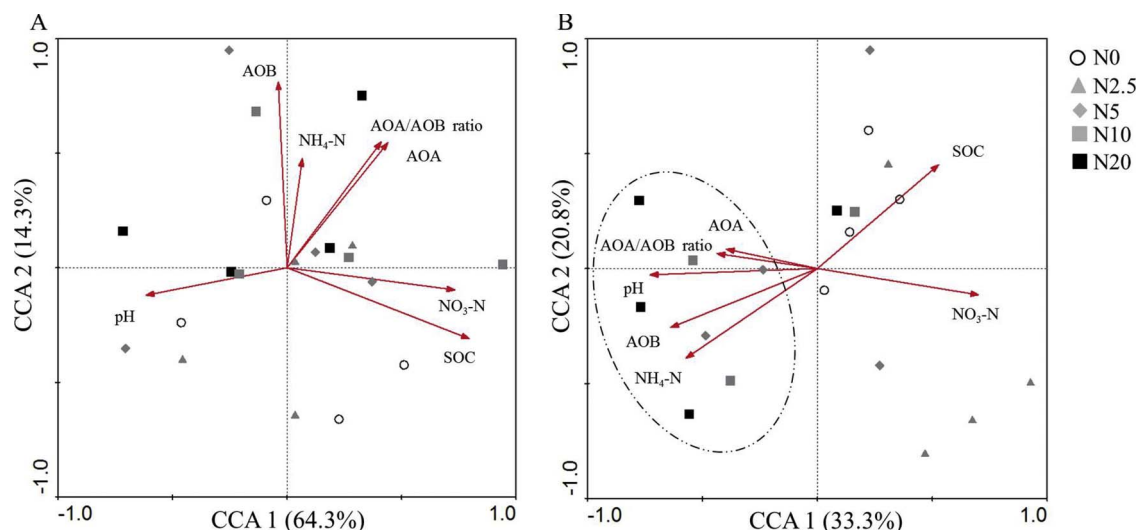 A
1.0
AOB
NH₄-N
AOA/AOB ratio
AOA
CCA 2 (14.3%)
NO₃-N
pH
SOC
-1.0
-1.0
CCA 1 (64.3%)
1.0
B
1.0
SOC
AOA
AOA/AOB ratio
CCA 2 (20.8%)
pH
NO₃-N
AOB
NH₄-N
-1.0
-1.0
CCA 1 (33.3%)
1.0
N0
N2.5
N5
N10
N20